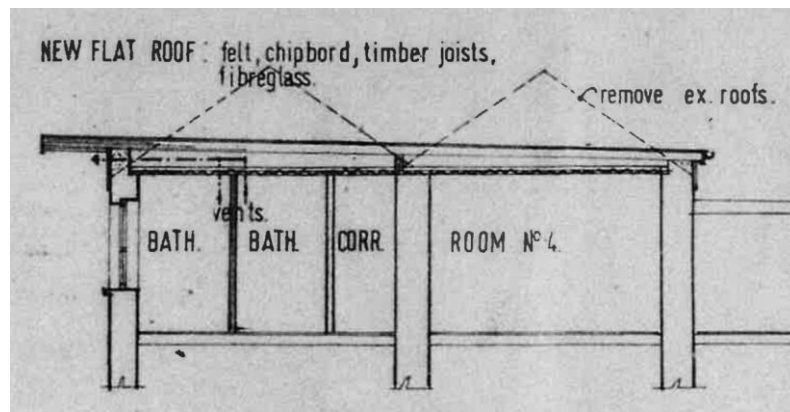 NEW FLAT ROOF: felt, chipbord, timber joists,
fibreglass.
remove ex. roofs.
vents.
BATH. BATH. CORR. ROOM Nº 4.